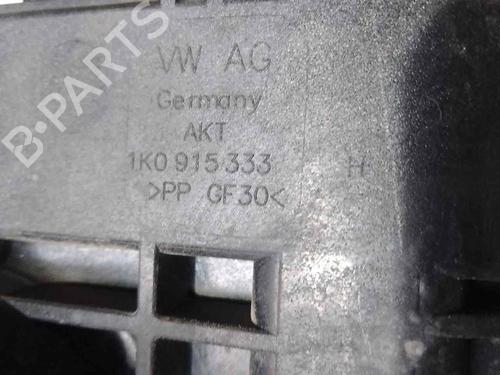 B-PARTS
VW AG
Germany
AKT
1K0 915 333 H
>PP GF30<